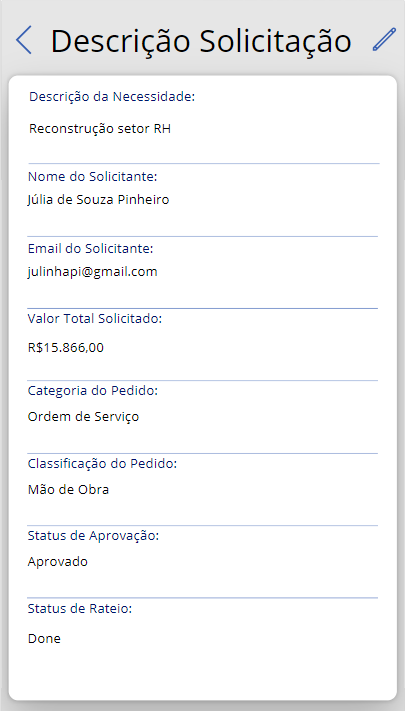 Descrição Solicitação
Descrição da Necessidade:
Reconstrução setor RH
Nome do Solicitante:
Júlia de Souza Pinheiro
Email do Solicitante:
julinhapi@gmail.com
Valor Total Solicitado:
R$15.866,00
Categoria do Pedido:
Ordem de Serviço
Classificação do Pedido:
Mão de Obra
Status de Aprovação:
Aprovado
Status de Rateio:
Done